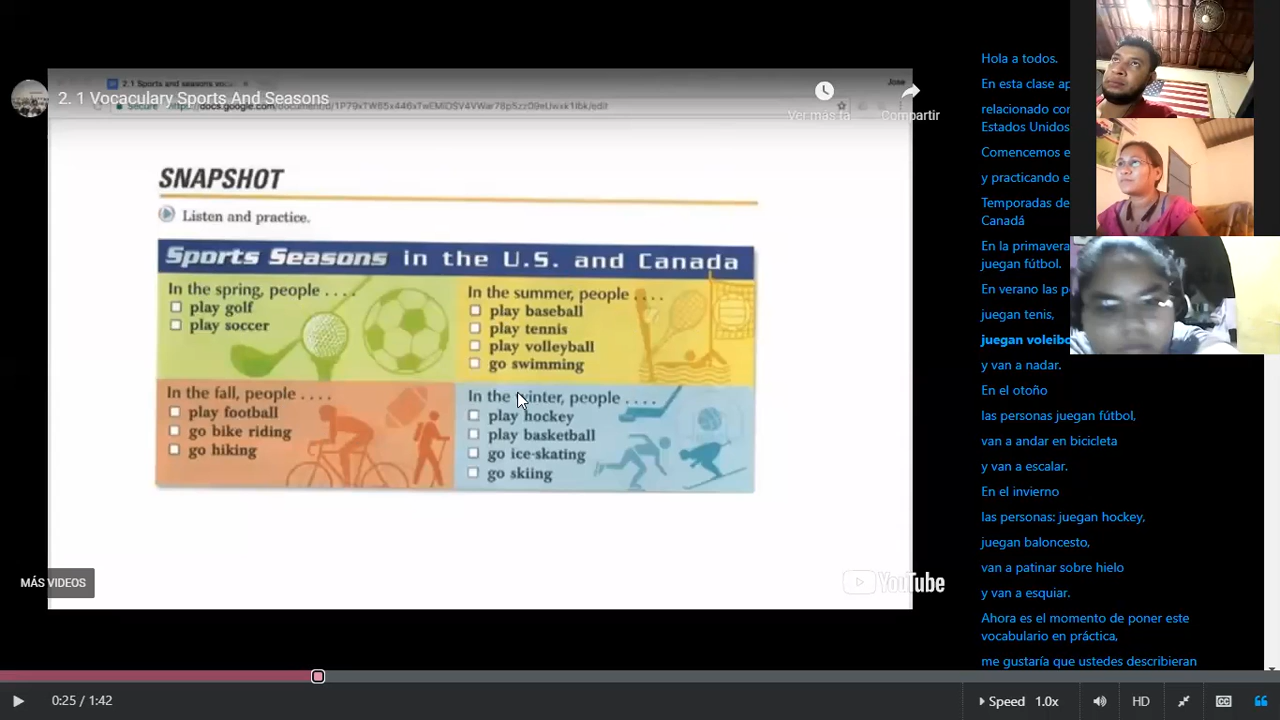 2. 1 Vocaculary Sports And Seasons
Jose
Ver más ta
Compartir
SNAPSHOT
Listen and practice.
Sports Seasons in the U.S. and Canada
In the spring, people . . . .
play golf
play soccer
In the summer, people . . . .
play baseball
play tennis
play volleyball
go swimming
In the fall, people . . . .
play football
go bike riding
go hiking
In the winter, people . . . .
play hockey
play basketball
go ice-skating
go skiing
MÁS VIDEOS
YouTube
Hola a todos.
En esta clase ap
relacionado con
Estados Unidos
Comencemos e
y practicando e
Temporadas de
Canadá
En la primavera
juegan fútbol.
En verano las p
juegan tenis,
juegan voleibo
y van a nadar.
En el otoño
las personas juegan fútbol,
van a andar en bicicleta
y van a escalar.
En el invierno
las personas: juegan hockey,
juegan baloncesto,
van a patinar sobre hielo
y van a esquiar.
Ahora es el momento de poner este
vocabulario en práctica,
me gustaría que ustedes describieran
0:25 / 1:42
Speed 1.0x
HD
CC